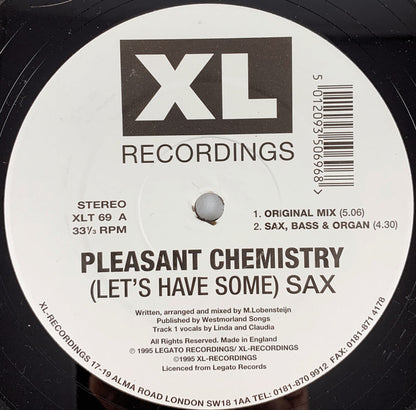 XL
RECORDINGS
5 012093 506968 >
STEREO
XLT 69 A
33⅓ RPM
1. ORIGINAL MIX (5.06)
2. SAX, BASS & ORGAN (4.30)
PLEASANT CHEMISTRY
(LET'S HAVE SOME) SAX
Written, arranged and mixed by M.Lobensteijn
Published by Westmorland Songs
Track 1 vocals by Linda and Claudia
All Rights Reserved. Made in England
℗ 1995 LEGATO RECORDINGS/ XL-RECORDINGS
© 1995 XL-RECORDINGS
Licenced from Legato Records
XL-RECORDINGS 17-19 ALMA ROAD LONDON SW18 1AA TEL: 0181-870 9912 FAX: 0181-871 4178